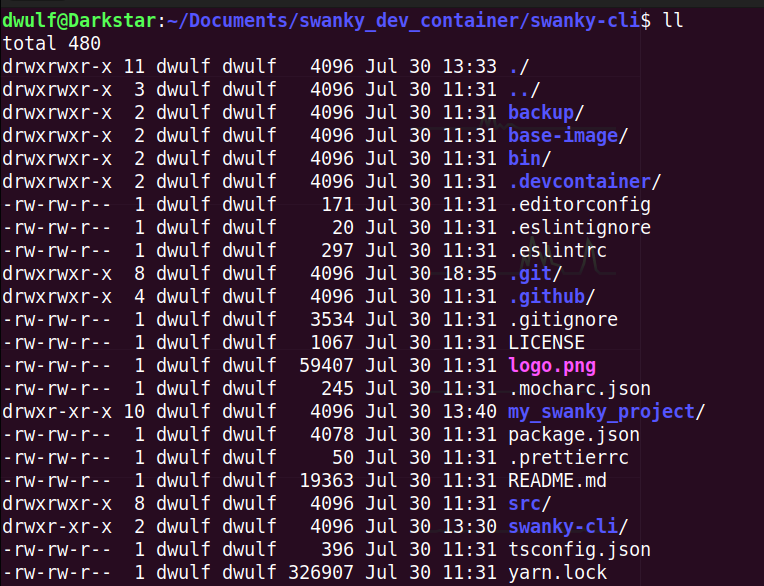 dwulf@Darkstar:~/Documents/swanky_dev_container/swanky-cli$ ll
total 480
drwxrwxr-x 11 dwulf dwulf   4096 Jul 30 13:33 ./
drwxrwxr-x  3 dwulf dwulf   4096 Jul 30 11:31 ../
drwxrwxr-x  2 dwulf dwulf   4096 Jul 30 11:31 backup/
drwxrwxr-x  2 dwulf dwulf   4096 Jul 30 11:31 base-image/
drwxrwxr-x  2 dwulf dwulf   4096 Jul 30 11:31 bin/
drwxrwxr-x  2 dwulf dwulf   4096 Jul 30 11:31 .devcontainer/
-rw-rw-r--  1 dwulf dwulf    171 Jul 30 11:31 .editorconfig
-rw-rw-r--  1 dwulf dwulf     20 Jul 30 11:31 .eslintignore
-rw-rw-r--  1 dwulf dwulf    297 Jul 30 11:31 .eslintrc
drwxrwxr-x  8 dwulf dwulf   4096 Jul 30 18:35 .git/
drwxrwxr-x  4 dwulf dwulf   4096 Jul 30 11:31 .github/
-rw-rw-r--  1 dwulf dwulf   3534 Jul 30 11:31 .gitignore
-rw-rw-r--  1 dwulf dwulf   1067 Jul 30 11:31 LICENSE
-rw-rw-r--  1 dwulf dwulf  59407 Jul 30 11:31 logo.png
-rw-rw-r--  1 dwulf dwulf    245 Jul 30 11:31 .mocharc.json
drwxr-xr-x 10 dwulf dwulf   4096 Jul 30 13:40 my_swanky_project/
-rw-rw-r--  1 dwulf dwulf   4078 Jul 30 11:31 package.json
-rw-rw-r--  1 dwulf dwulf     50 Jul 30 11:31 .prettierrc
-rw-rw-r--  1 dwulf dwulf  19363 Jul 30 11:31 README.md
drwxrwxr-x  8 dwulf dwulf   4096 Jul 30 11:31 src/
drwxr-xr-x  2 dwulf dwulf   4096 Jul 30 13:30 swanky-cli/
-rw-rw-r--  1 dwulf dwulf    396 Jul 30 11:31 tsconfig.json
-rw-rw-r--  1 dwulf dwulf 326907 Jul 30 11:31 yarn.lock